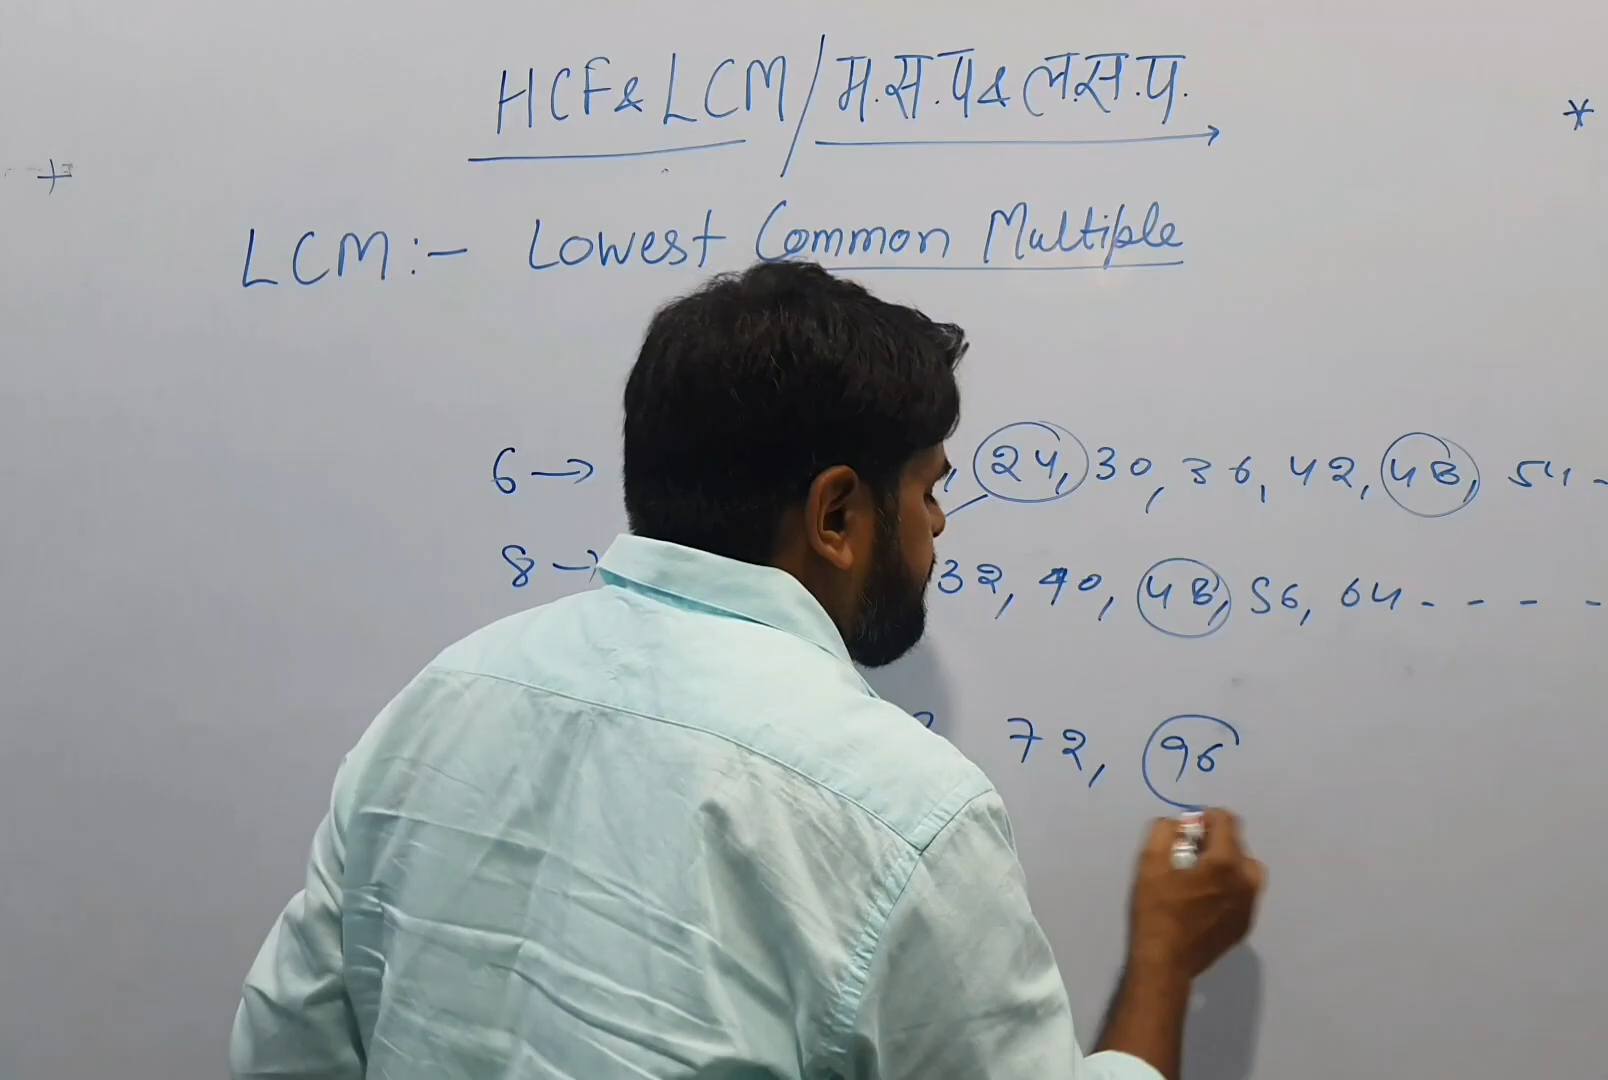 HCF & LCM / म.स.प & ल.स.प.
LCM :- Lowest Common Multiple
6 → , 24, 30, 36, 42, 48, 54 -
8 → 32, 40, 48, 56, 64 - - - -
72, 96